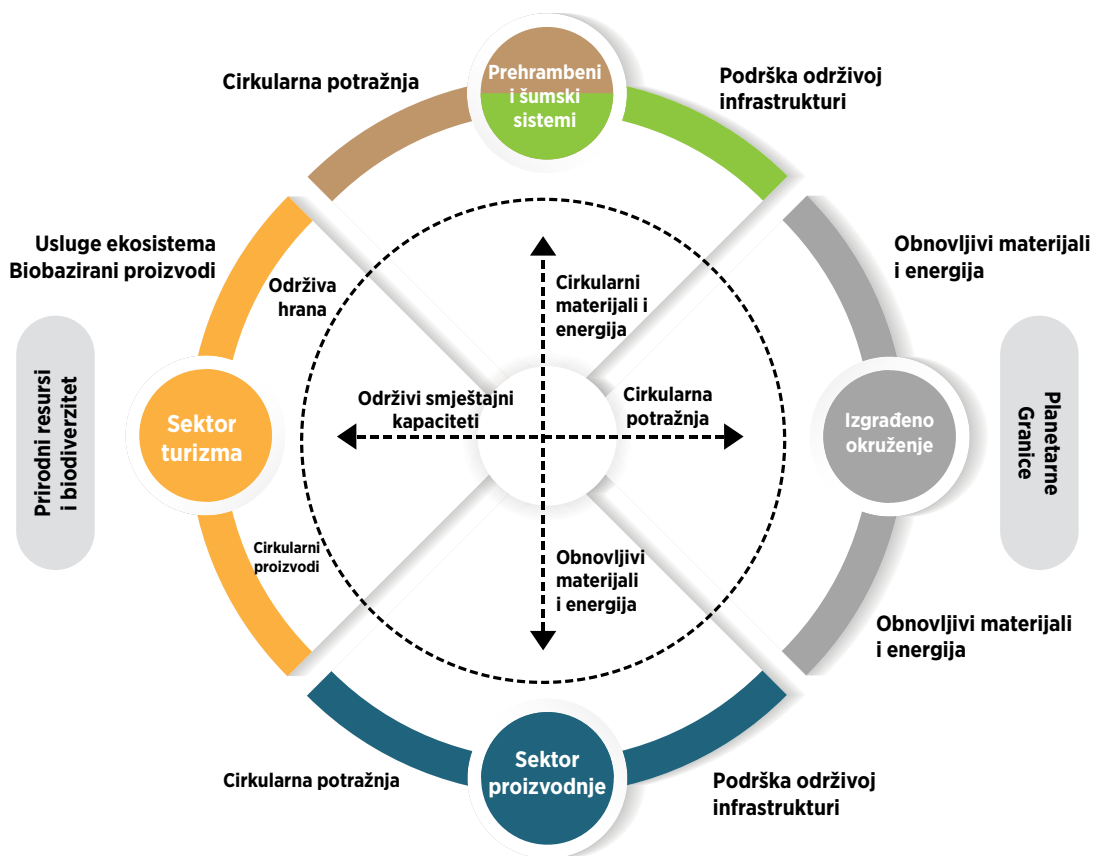 Prehrambeni
i šumski
sistemi
Cirkularna potražnja
Podrška održivoj
infrastrukturi
Usluge ekosistema
Biobazirani proizvodi
Održiva
hrana
Cirkularni
materijali i
energija
Obnovljivi materijali
i energija
Prirodni resursi
i biodiverzitet
Sektor
turizma
Održivi smještajni
kapaciteti
Cirkularna
potražnja
Izgrađeno
okruženje
Planetarne
Granice
Cirkularni
proizvodi
Obnovljivi
materijali
i energija
Obnovljivi materijali
i energija
Cirkularna potražnja
Sektor
proizvodnje
Podrška održivoj
infrastrukturi